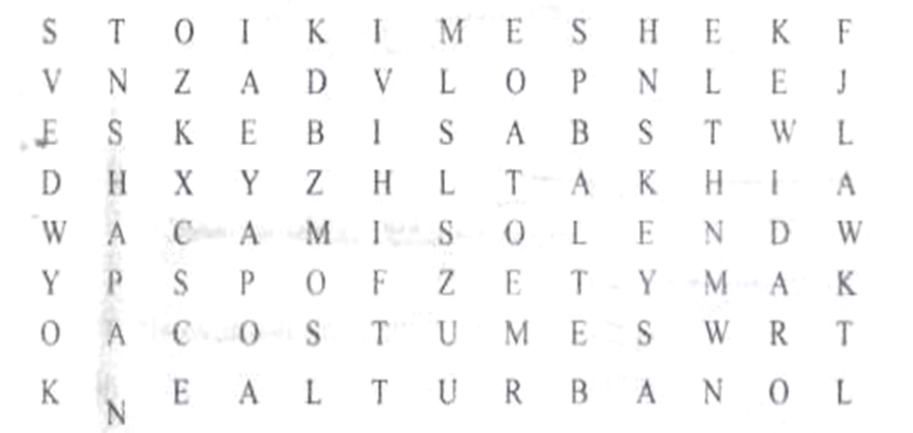 S T O I K I M E S H E K F
V N Z A D V L O P N L E J
E S K E B I S A B S T W L
D H X Y Z H L T A K H I A
W A C A M I S O L E N D W
Y P S P O F Z E T Y M A K
O A C O S T U M E S W R T
K N E A L T U R B A N O L